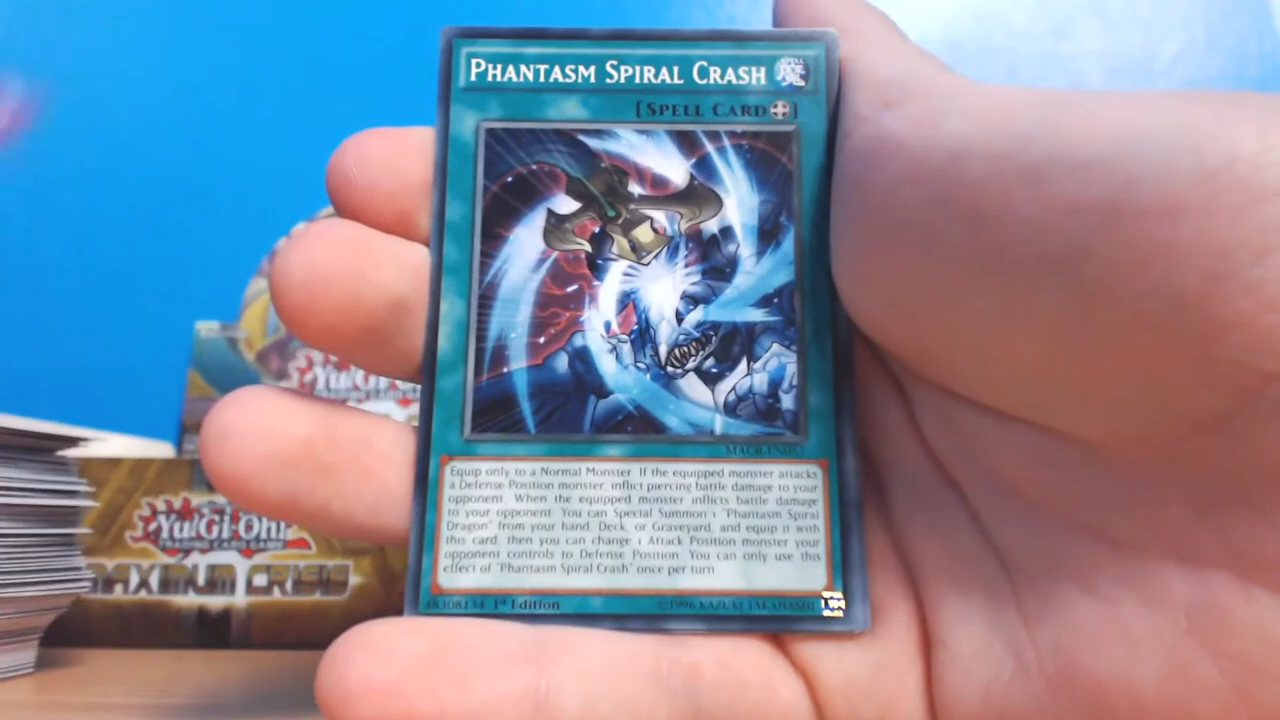 PHANTASM SPIRAL CRASH
SPELL
[SPELL CARD]
MACR-EN057
Equip only to a Normal Monster. If the equipped monster attacks
a Defense Position monster, inflict piercing battle damage to your
opponent. When the equipped monster inflicts battle damage
to your opponent: You can Special Summon 1 "Phantasm Spiral
Dragon" from your hand, Deck, or Graveyard, and equip it with
this card, then you can change 1 Attack Position monster your
opponent controls to Defense Position. You can only use this
effect of "Phantasm Spiral Crash" once per turn.
48308134 1st Edition
©1996 KAZUKI TAKAHASHI
Yu-Gi-Oh!
TRADING CARD GAME
MAXIMUM CRISIS